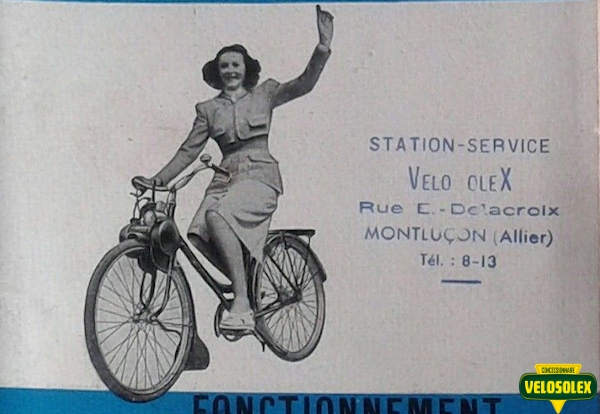 STATION-SERVICE
VELO OLEX
Rue E.-Delacroix
MONTLUÇON (Allier)
Tél. : 8-13
FONCTIONNEMENT
CONCESSIONNAIRE
VELOSOLEX